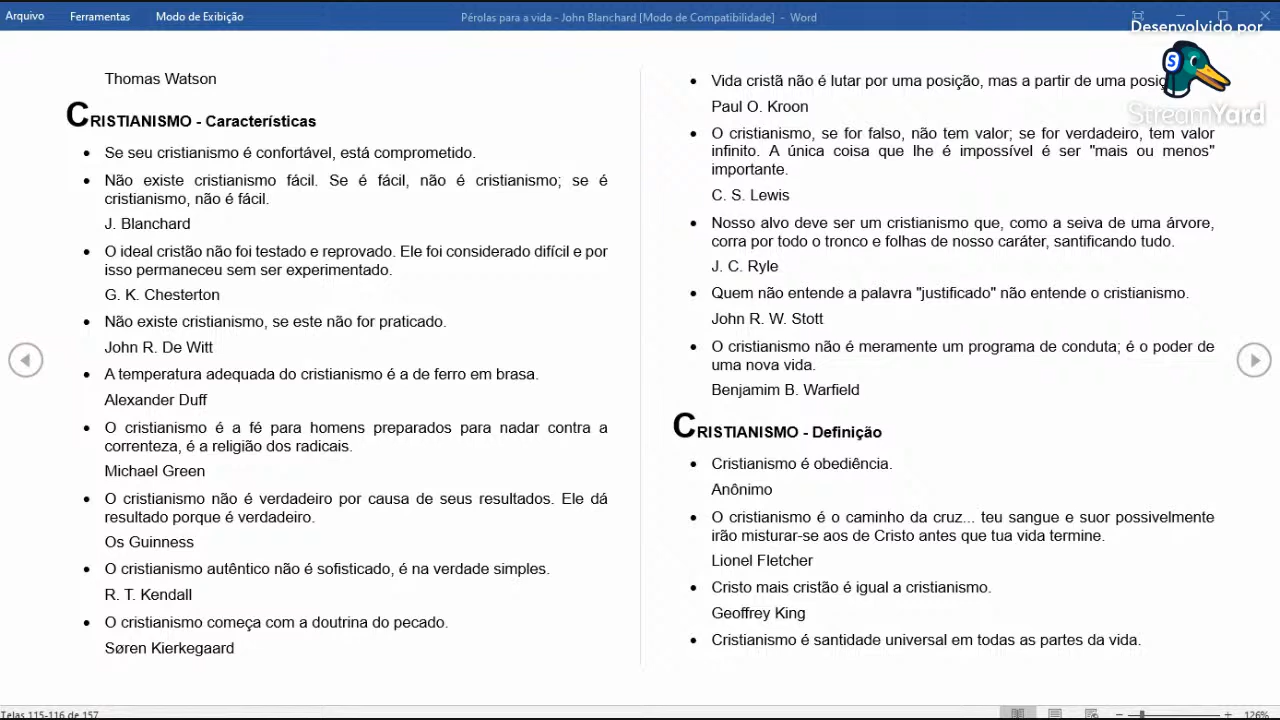 Arquivo Ferramentas Modo de Exibição Pérolas para a vida - John Blanchard [Modo de Compatibilidade] - Word
Desenvolvido por
S
StreamYard
Thomas Watson
CRISTIANISMO - Características
• Se seu cristianismo é confortável, está comprometido.
• Não existe cristianismo fácil. Se é fácil, não é cristianismo; se é
cristianismo, não é fácil.
J. Blanchard
• O ideal cristão não foi testado e reprovado. Ele foi considerado difícil e por
isso permaneceu sem ser experimentado.
G. K. Chesterton
• Não existe cristianismo, se este não for praticado.
John R. De Witt
• A temperatura adequada do cristianismo é a de ferro em brasa.
Alexander Duff
• O cristianismo é a fé para homens preparados para nadar contra a
correnteza, é a religião dos radicais.
Michael Green
• O cristianismo não é verdadeiro por causa de seus resultados. Ele dá
resultado porque é verdadeiro.
Os Guinness
• O cristianismo autêntico não é sofisticado, é na verdade simples.
R. T. Kendall
• O cristianismo começa com a doutrina do pecado.
Søren Kierkegaard
• Vida cristã não é lutar por uma posição, mas a partir de uma
Paul O. Kroon
• O cristianismo, se for falso, não tem valor; se for verdadeiro, tem valor
infinito. A única coisa que lhe é impossível é ser "mais ou menos"
importante.
C. S. Lewis
• Nosso alvo deve ser um cristianismo que, como a seiva de uma árvore,
corra por todo o tronco e folhas de nosso caráter, santificando tudo.
J. C. Ryle
• Quem não entende a palavra "justificado" não entende o cristianismo.
John R. W. Stott
• O cristianismo não é meramente um programa de conduta; é o poder de
uma nova vida.
Benjamim B. Warfield
CRISTIANISMO - Definição
• Cristianismo é obediência.
Anônimo
• O cristianismo é o caminho da cruz... teu sangue e suor possivelmente
irão misturar-se aos de Cristo antes que tua vida termine.
Lionel Fletcher
• Cristo mais cristão é igual a cristianismo.
Geoffrey King
• Cristianismo é santidade universal em todas as partes da vida.
Telas 115-116 de 157 126%